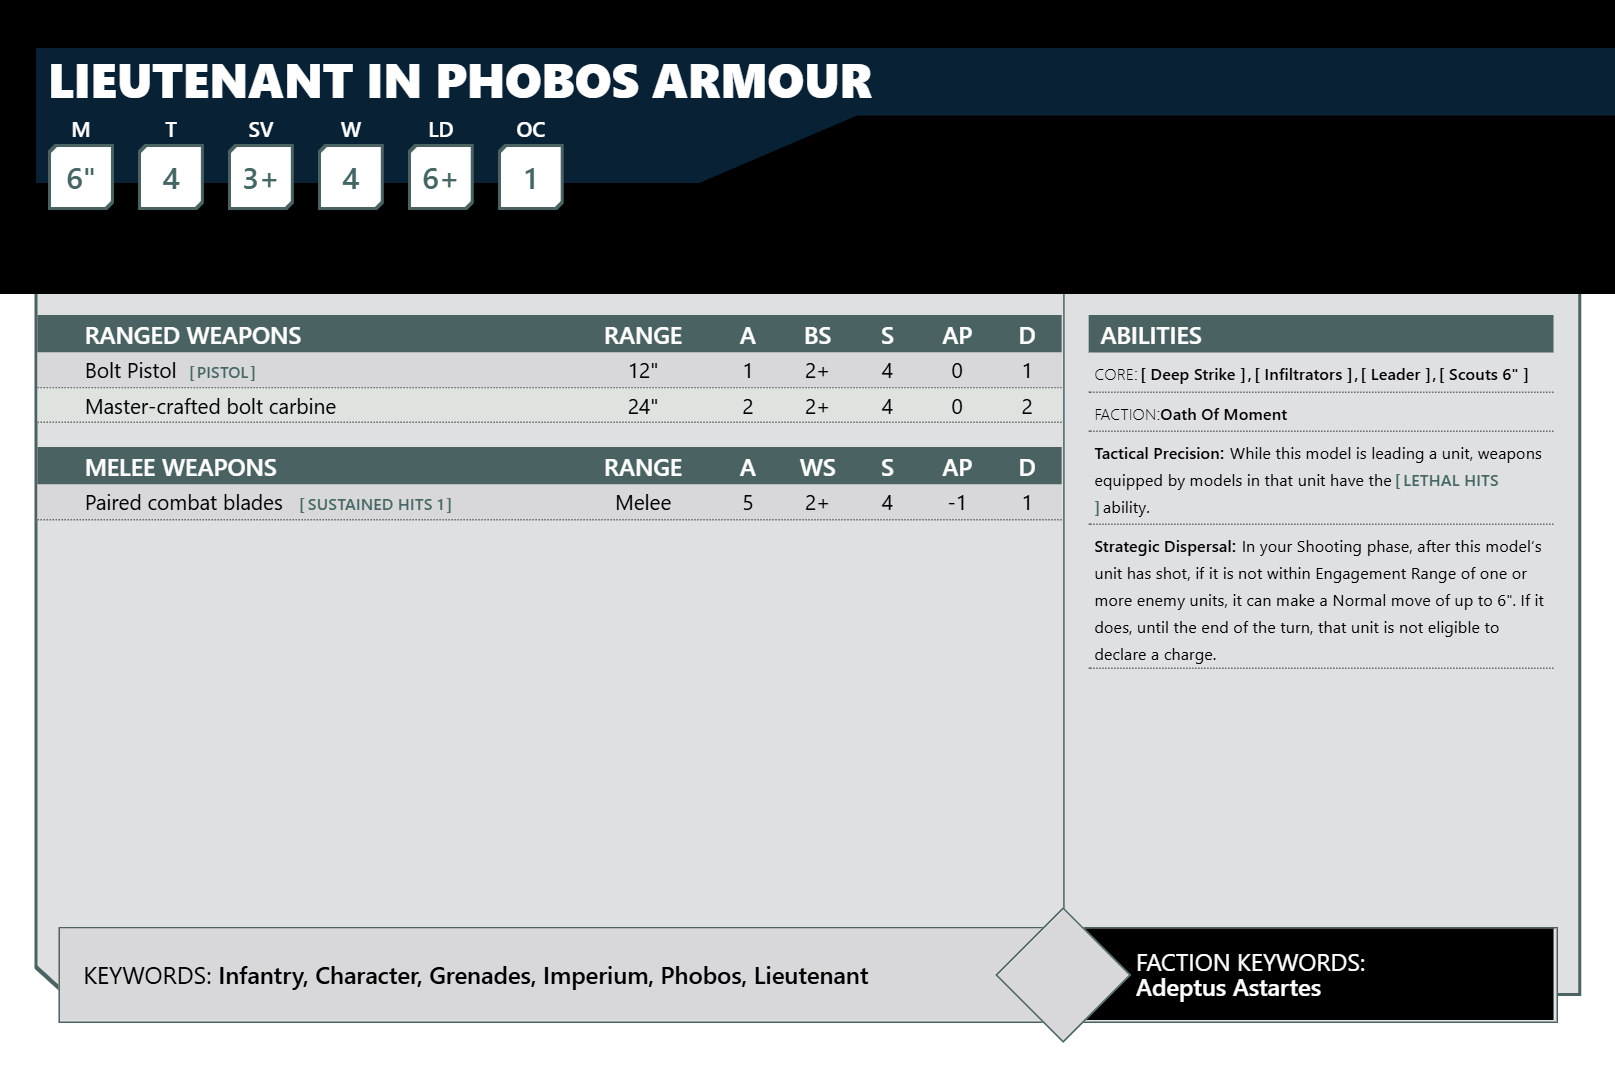 LIEUTENANT IN PHOBOS ARMOUR
M T SV W LD OC
6" 4 3+ 4 6+ 1
RANGED WEAPONS RANGE A BS S AP D
Bolt Pistol [PISTOL] 12" 1 2+ 4 0 1
Master-crafted bolt carbine 24" 2 2+ 4 0 2
MELEE WEAPONS RANGE A WS S AP D
Paired combat blades [SUSTAINED HITS 1] Melee 5 2+ 4 -1 1
ABILITIES
CORE: [ Deep Strike ], [ Infiltrators ], [ Leader ], [ Scouts 6" ]
FACTION:Oath Of Moment
Tactical Precision: While this model is leading a unit, weapons
equipped by models in that unit have the [ LETHAL HITS
] ability.
Strategic Dispersal: In your Shooting phase, after this model’s
unit has shot, if it is not within Engagement Range of one or
more enemy units, it can make a Normal move of up to 6". If it
does, until the end of the turn, that unit is not eligible to
declare a charge.
KEYWORDS: Infantry, Character, Grenades, Imperium, Phobos, Lieutenant
FACTION KEYWORDS:
Adeptus Astartes